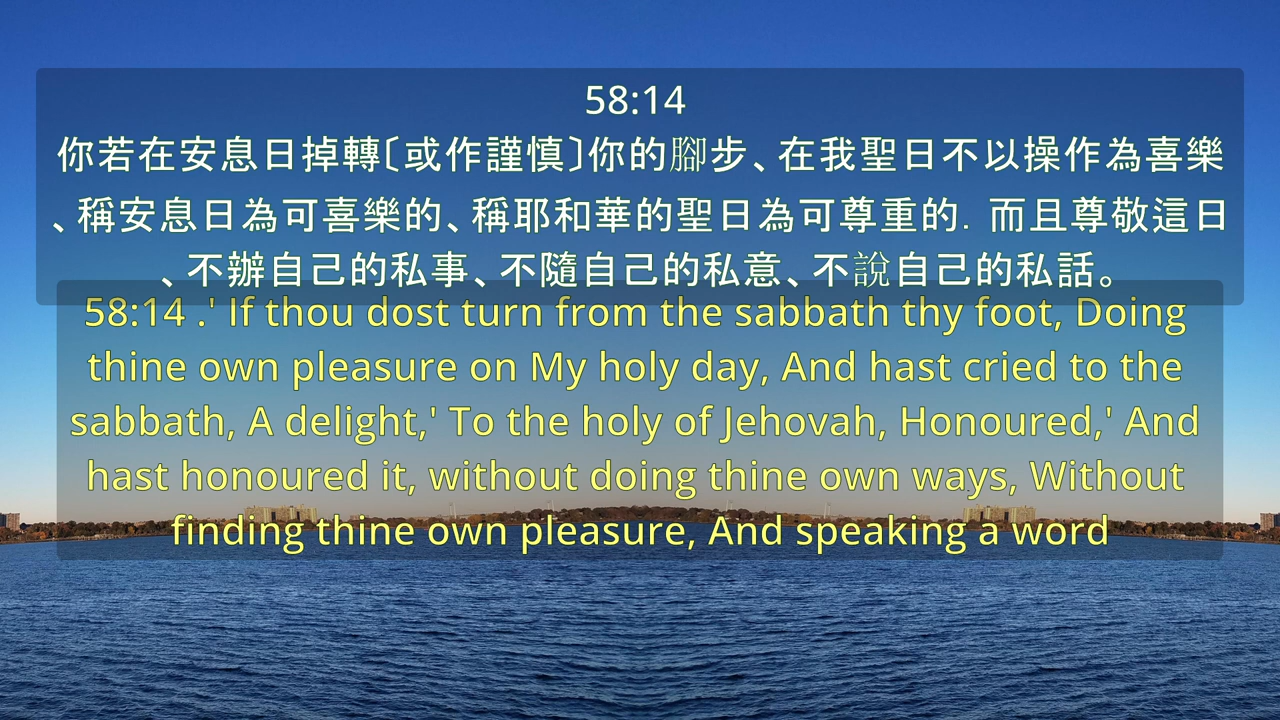 58:14
你若在安息日掉轉〔或作謹慎〕你的腳步、在我聖日不以操作為喜樂
、稱安息日為可喜樂的、稱耶和華的聖日為可尊重的．而且尊敬這日
、不辦自己的私事、不隨自己的私意、不說自己的私話。
58:14 .' If thou dost turn from the sabbath thy foot, Doing
thine own pleasure on My holy day, And hast cried to the
sabbath, A delight,' To the holy of Jehovah, Honoured,' And
hast honoured it, without doing thine own ways, Without
finding thine own pleasure, And speaking a word